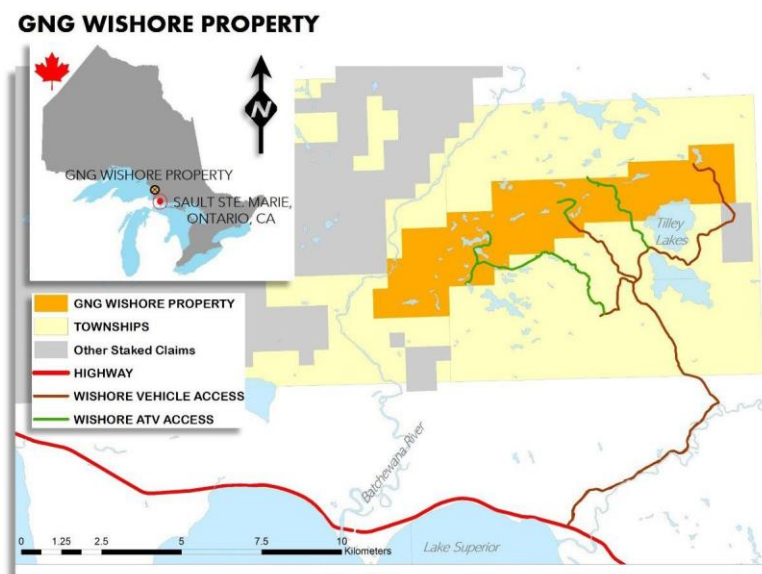 GNG WISHORE PROPERTY
N
GNG WISHORE PROPERTY
SAULT STE. MARIE,
ONTARIO, CA
Tilley
Lakes
GNG WISHORE PROPERTY
TOWNSHIPS
Other Staked Claims
HIGHWAY
WISHORE VEHICLE ACCESS
WISHORE ATV ACCESS
Batchewana River
0 1.25 2.5 5 7.5 10
Kilometers
Lake Superior